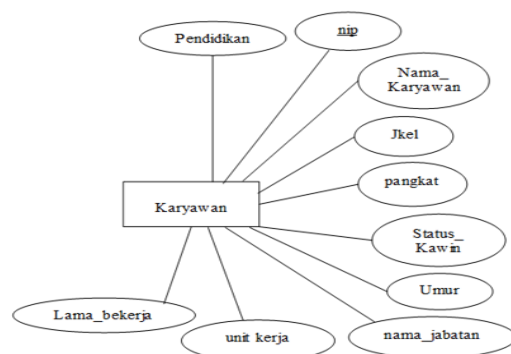 Pendidikan
nip
Nama_
Karyawan
Jkel
pangkat
Karyawan
Status_
Kawin
Umur
Lama_bekerja
unit kerja
nama_jabatan